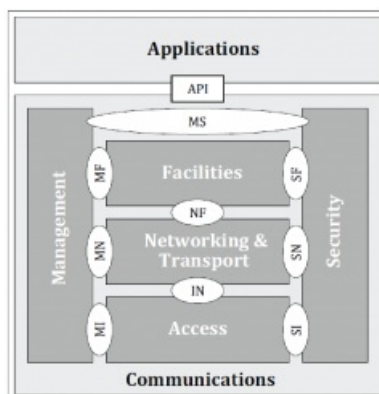 Applications
API
MS
Management
MF
Facilities
SF
Security
NF
MN
Networking &
Transport
SN
IN
MI
Access
SI
Communications